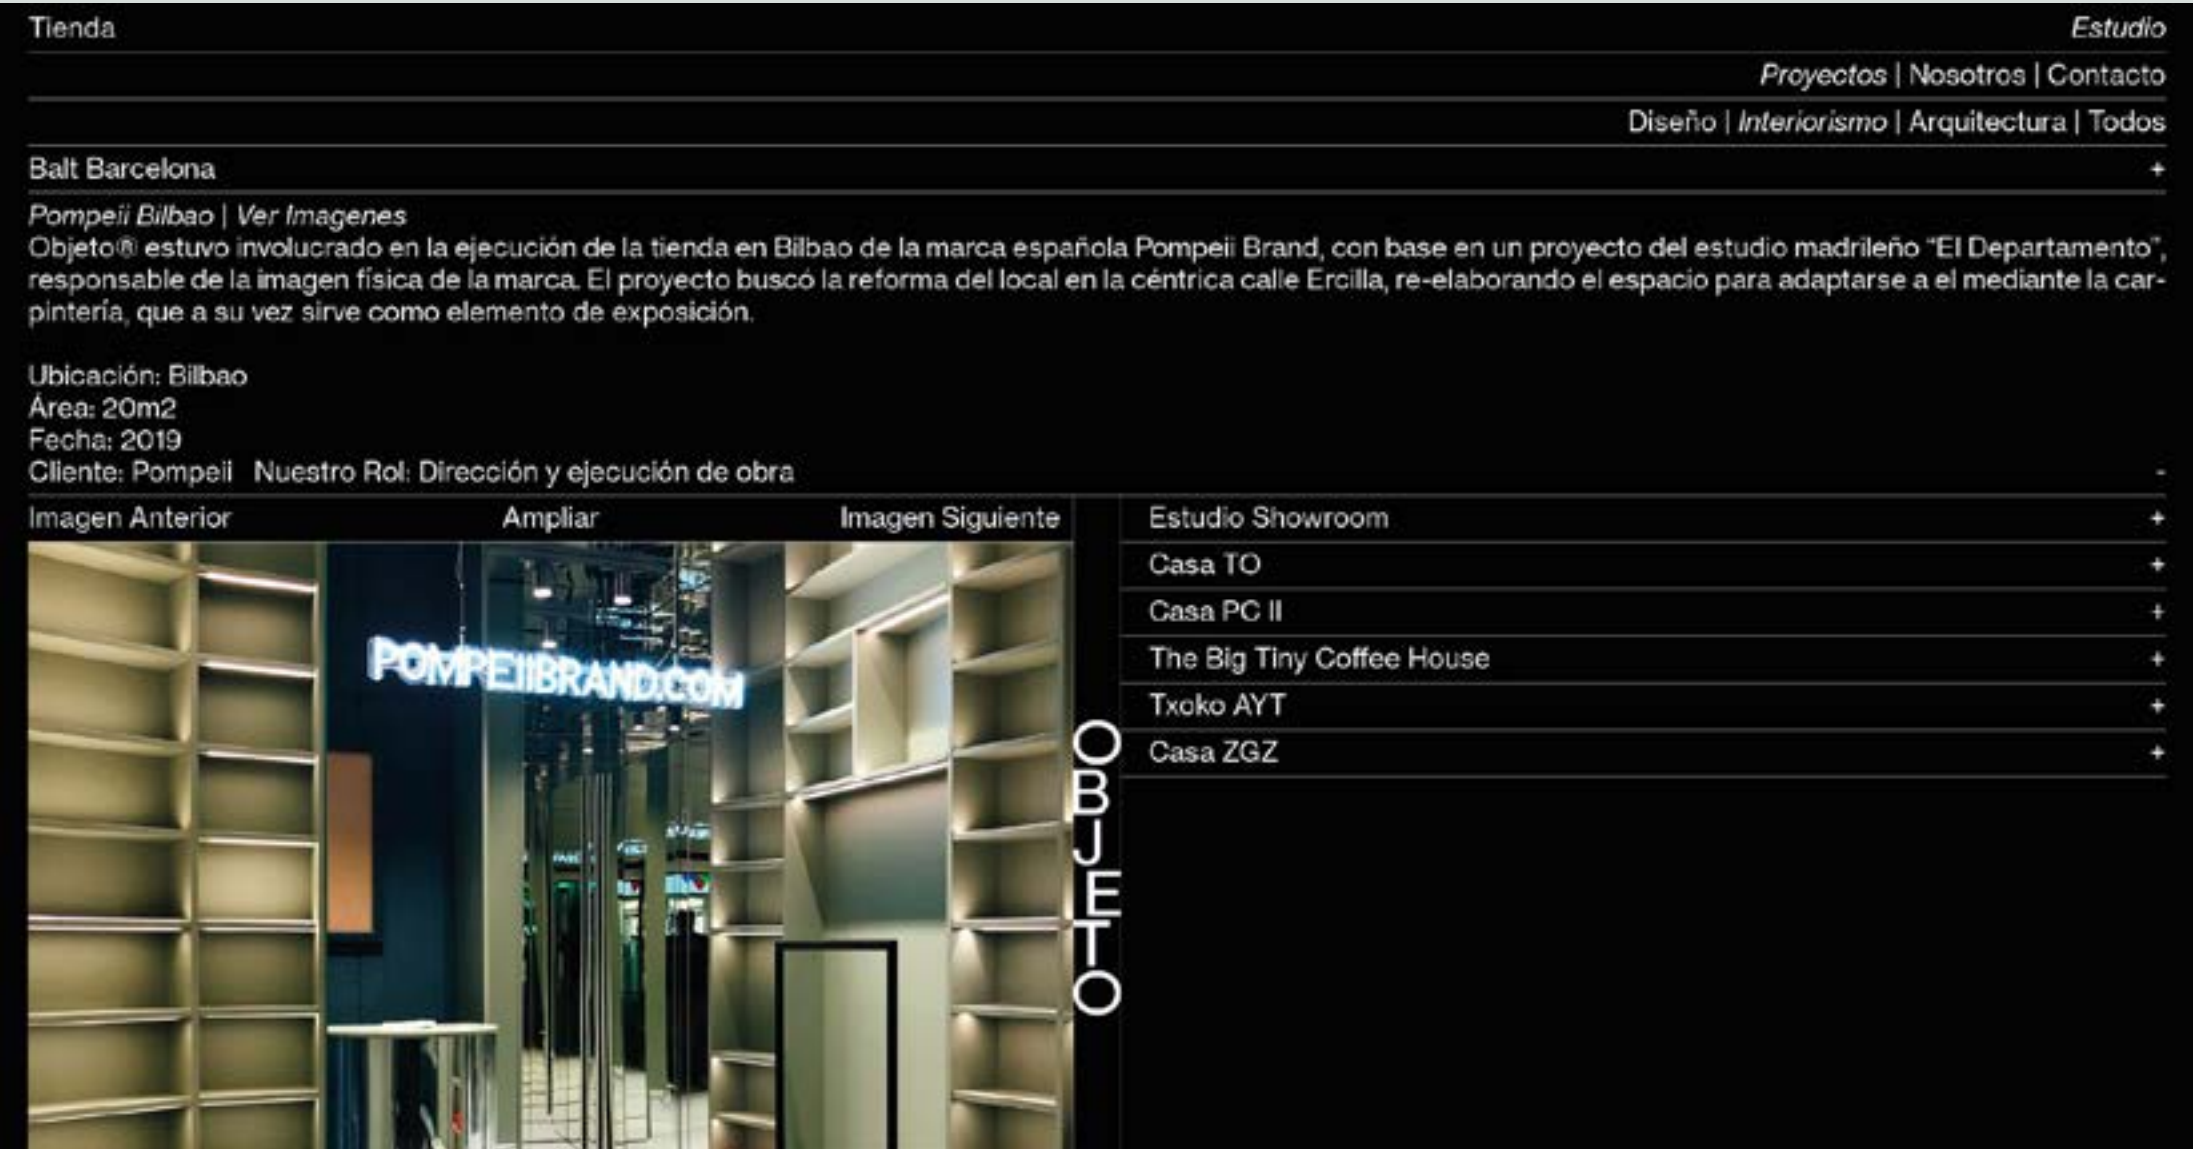 Tienda
Estudio
Proyectos | Nosotros | Contacto
Diseño | Interiorismo | Arquitectura | Todos
Balt Barcelona +
Pompeii Bilbao | Ver Imagenes
Objeto® estuvo involucrado en la ejecución de la tienda en Bilbao de la marca española Pompeii Brand, con base en un proyecto del estudio madrileño “El Departamento”,
responsable de la imagen física de la marca. El proyecto buscó la reforma del local en la céntrica calle Ercilla, re-elaborando el espacio para adaptarse a el mediante la car-
pintería, que a su vez sirve como elemento de exposición.
Ubicación: Bilbao
Área: 20m2
Fecha: 2019
Cliente: Pompeii Nuestro Rol: Dirección y ejecución de obra -
Imagen Anterior Ampliar Imagen Siguiente
POMPEIIBRAND.COM
OBJETO
Estudio Showroom +
Casa TO +
Casa PC II +
The Big Tiny Coffee House +
Txoko AYT +
Casa ZGZ +